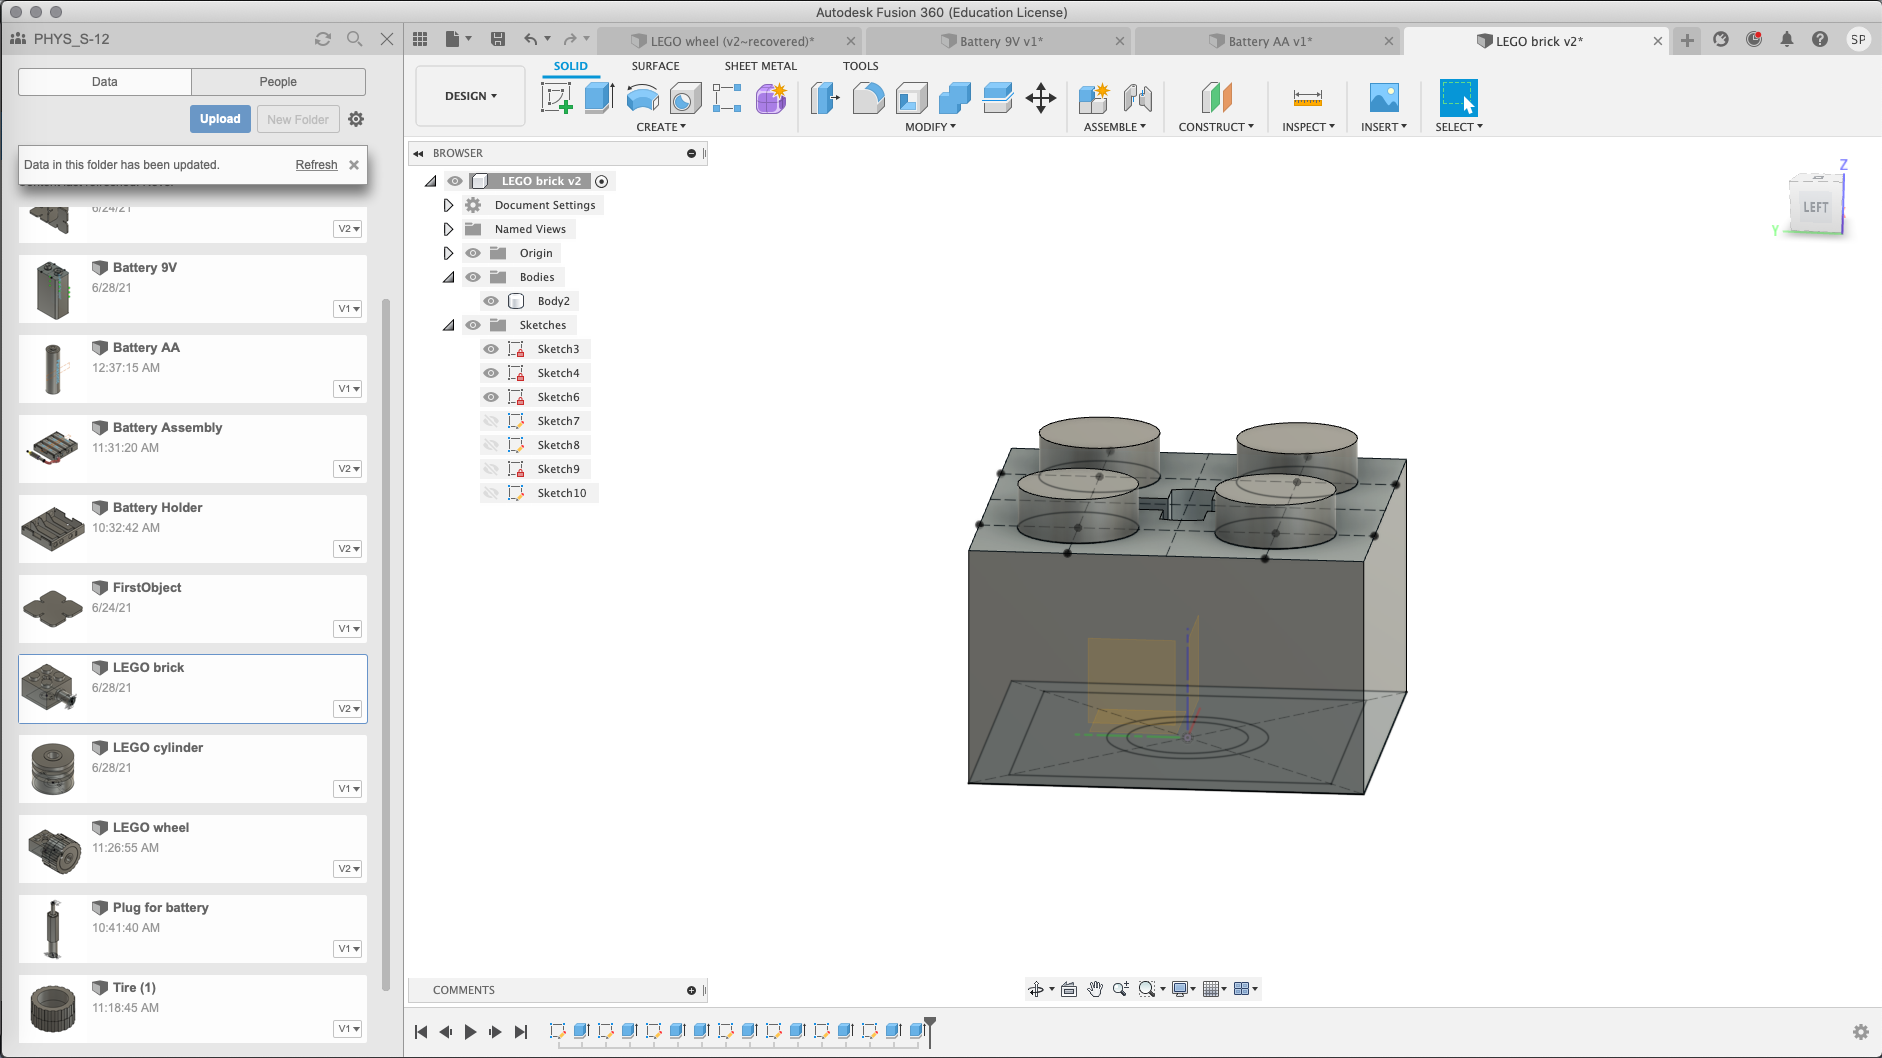 Autodesk Fusion 360 (Education License)
PHYS_S-12
LEGO wheel (v2~recovered)*
Battery 9V v1*
Battery AA v1*
LEGO brick v2*
SP
Data
People
SOLID
SURFACE
SHEET METAL
TOOLS
DESIGN
CREATE
MODIFY
ASSEMBLE
CONSTRUCT
INSPECT
INSERT
SELECT
Upload
New Folder
Data in this folder has been updated.
Refresh
6/24/21
V2
Battery 9V
6/28/21
V1
Battery AA
12:37:15 AM
V1
Battery Assembly
11:31:20 AM
V2
Battery Holder
10:32:42 AM
V2
FirstObject
6/24/21
V1
LEGO brick
6/28/21
V2
LEGO cylinder
6/28/21
V1
LEGO wheel
11:26:55 AM
V2
Plug for battery
10:41:40 AM
V1
Tire (1)
11:18:45 AM
V1
BROWSER
LEGO brick v2
Document Settings
Named Views
Origin
Bodies
Body2
Sketches
Sketch3
Sketch4
Sketch6
Sketch7
Sketch8
Sketch9
Sketch10
Z
LEFT
Y
COMMENTS